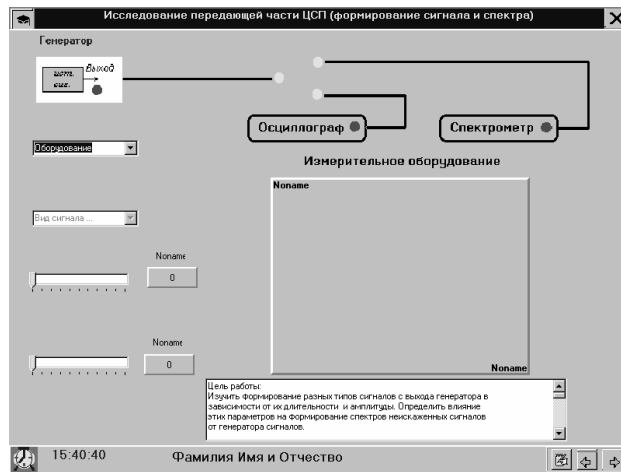 Исследование передающей части ЦСП (формирование сигнала и спектра)
Генератор
Выход
ист.
сиг.
Осциллограф
Спектрометр
Оборудование
Измерительное оборудование
Noname
Вид сигнала ...
Noname
0
Noname
0
Noname
Цель работы:
Изучить формирование разных типов сигналов с выхода генератора в
зависимости от их длительности и амплитуды. Определить влияние
этих параметров на формирование спектров неискаженных сигналов
от генератора сигналов.
15:40:40
Фамилия Имя и Отчество